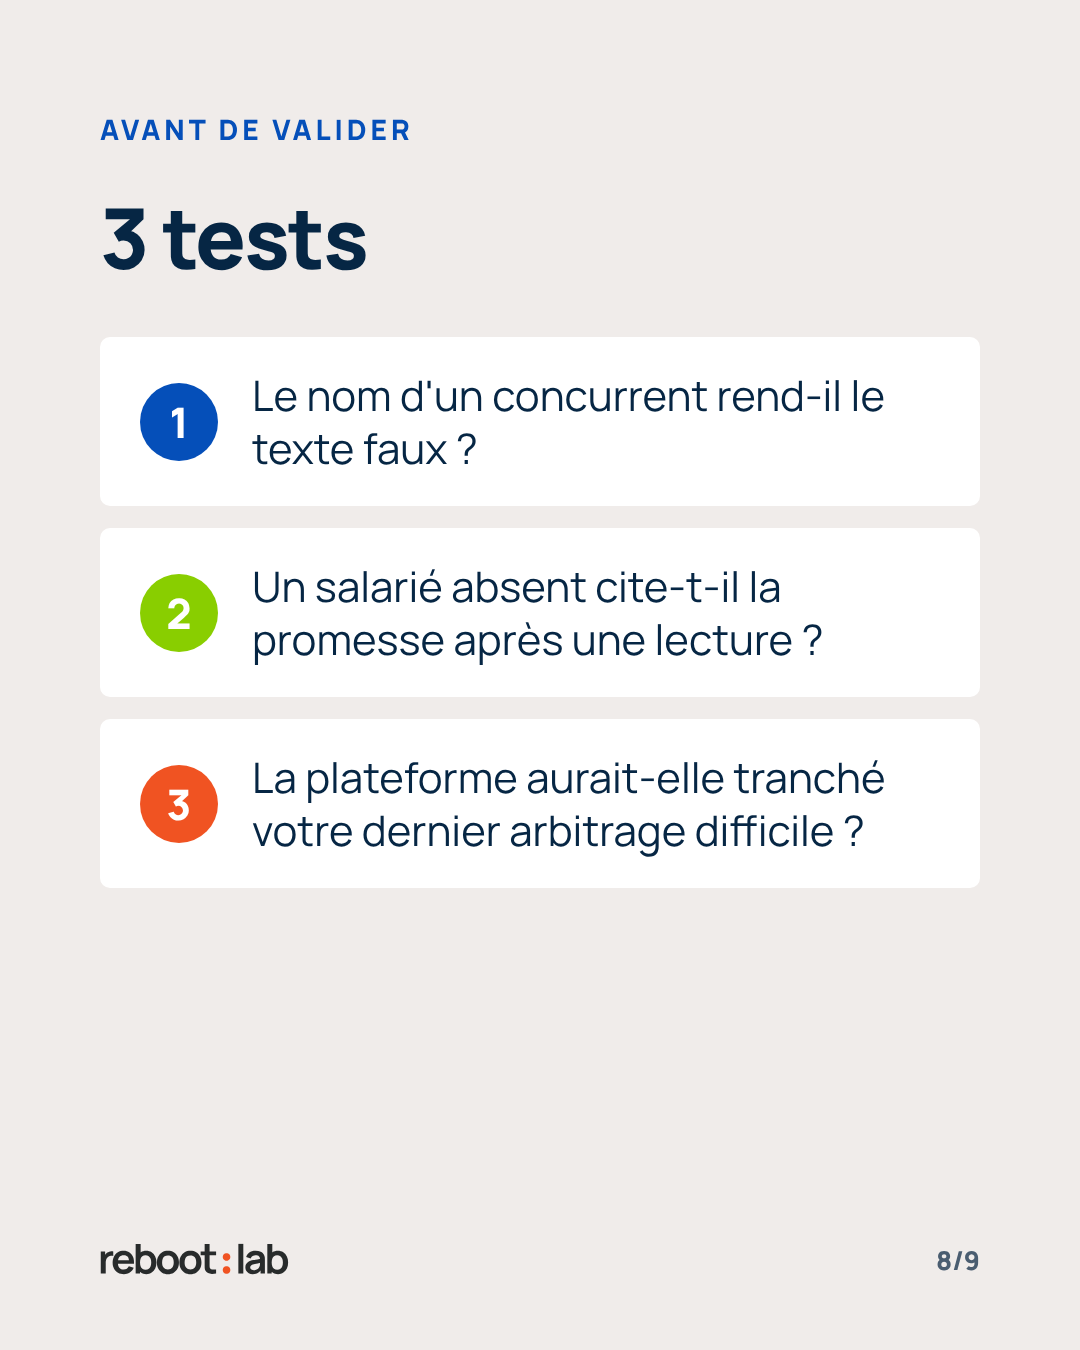 AVANT DE VALIDER
3 tests
1
Le nom d'un concurrent rend-il le
texte faux ?
2
Un salarié absent cite-t-il la
promesse après une lecture ?
3
La plateforme aurait-elle tranché
votre dernier arbitrage difficile ?
reboot:lab
8/9